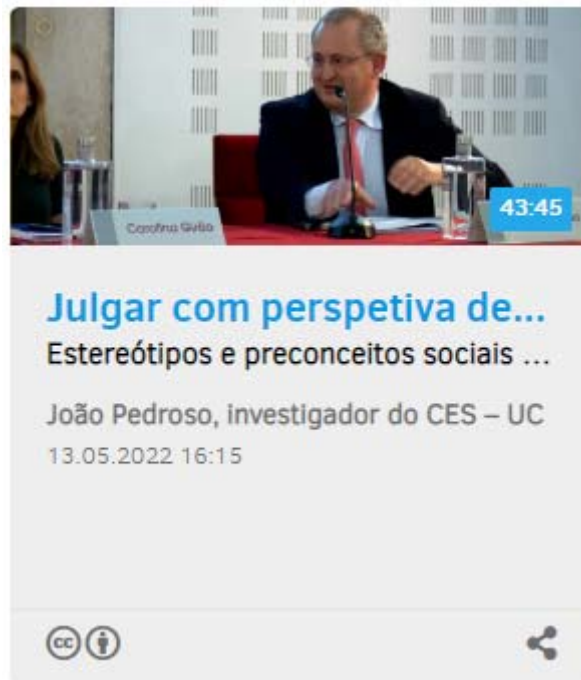 43:45
Julgar com perspetiva de...
Estereótipos e preconceitos sociais ...
João Pedroso, investigador do CES – UC
13.05.2022 16:15
cc